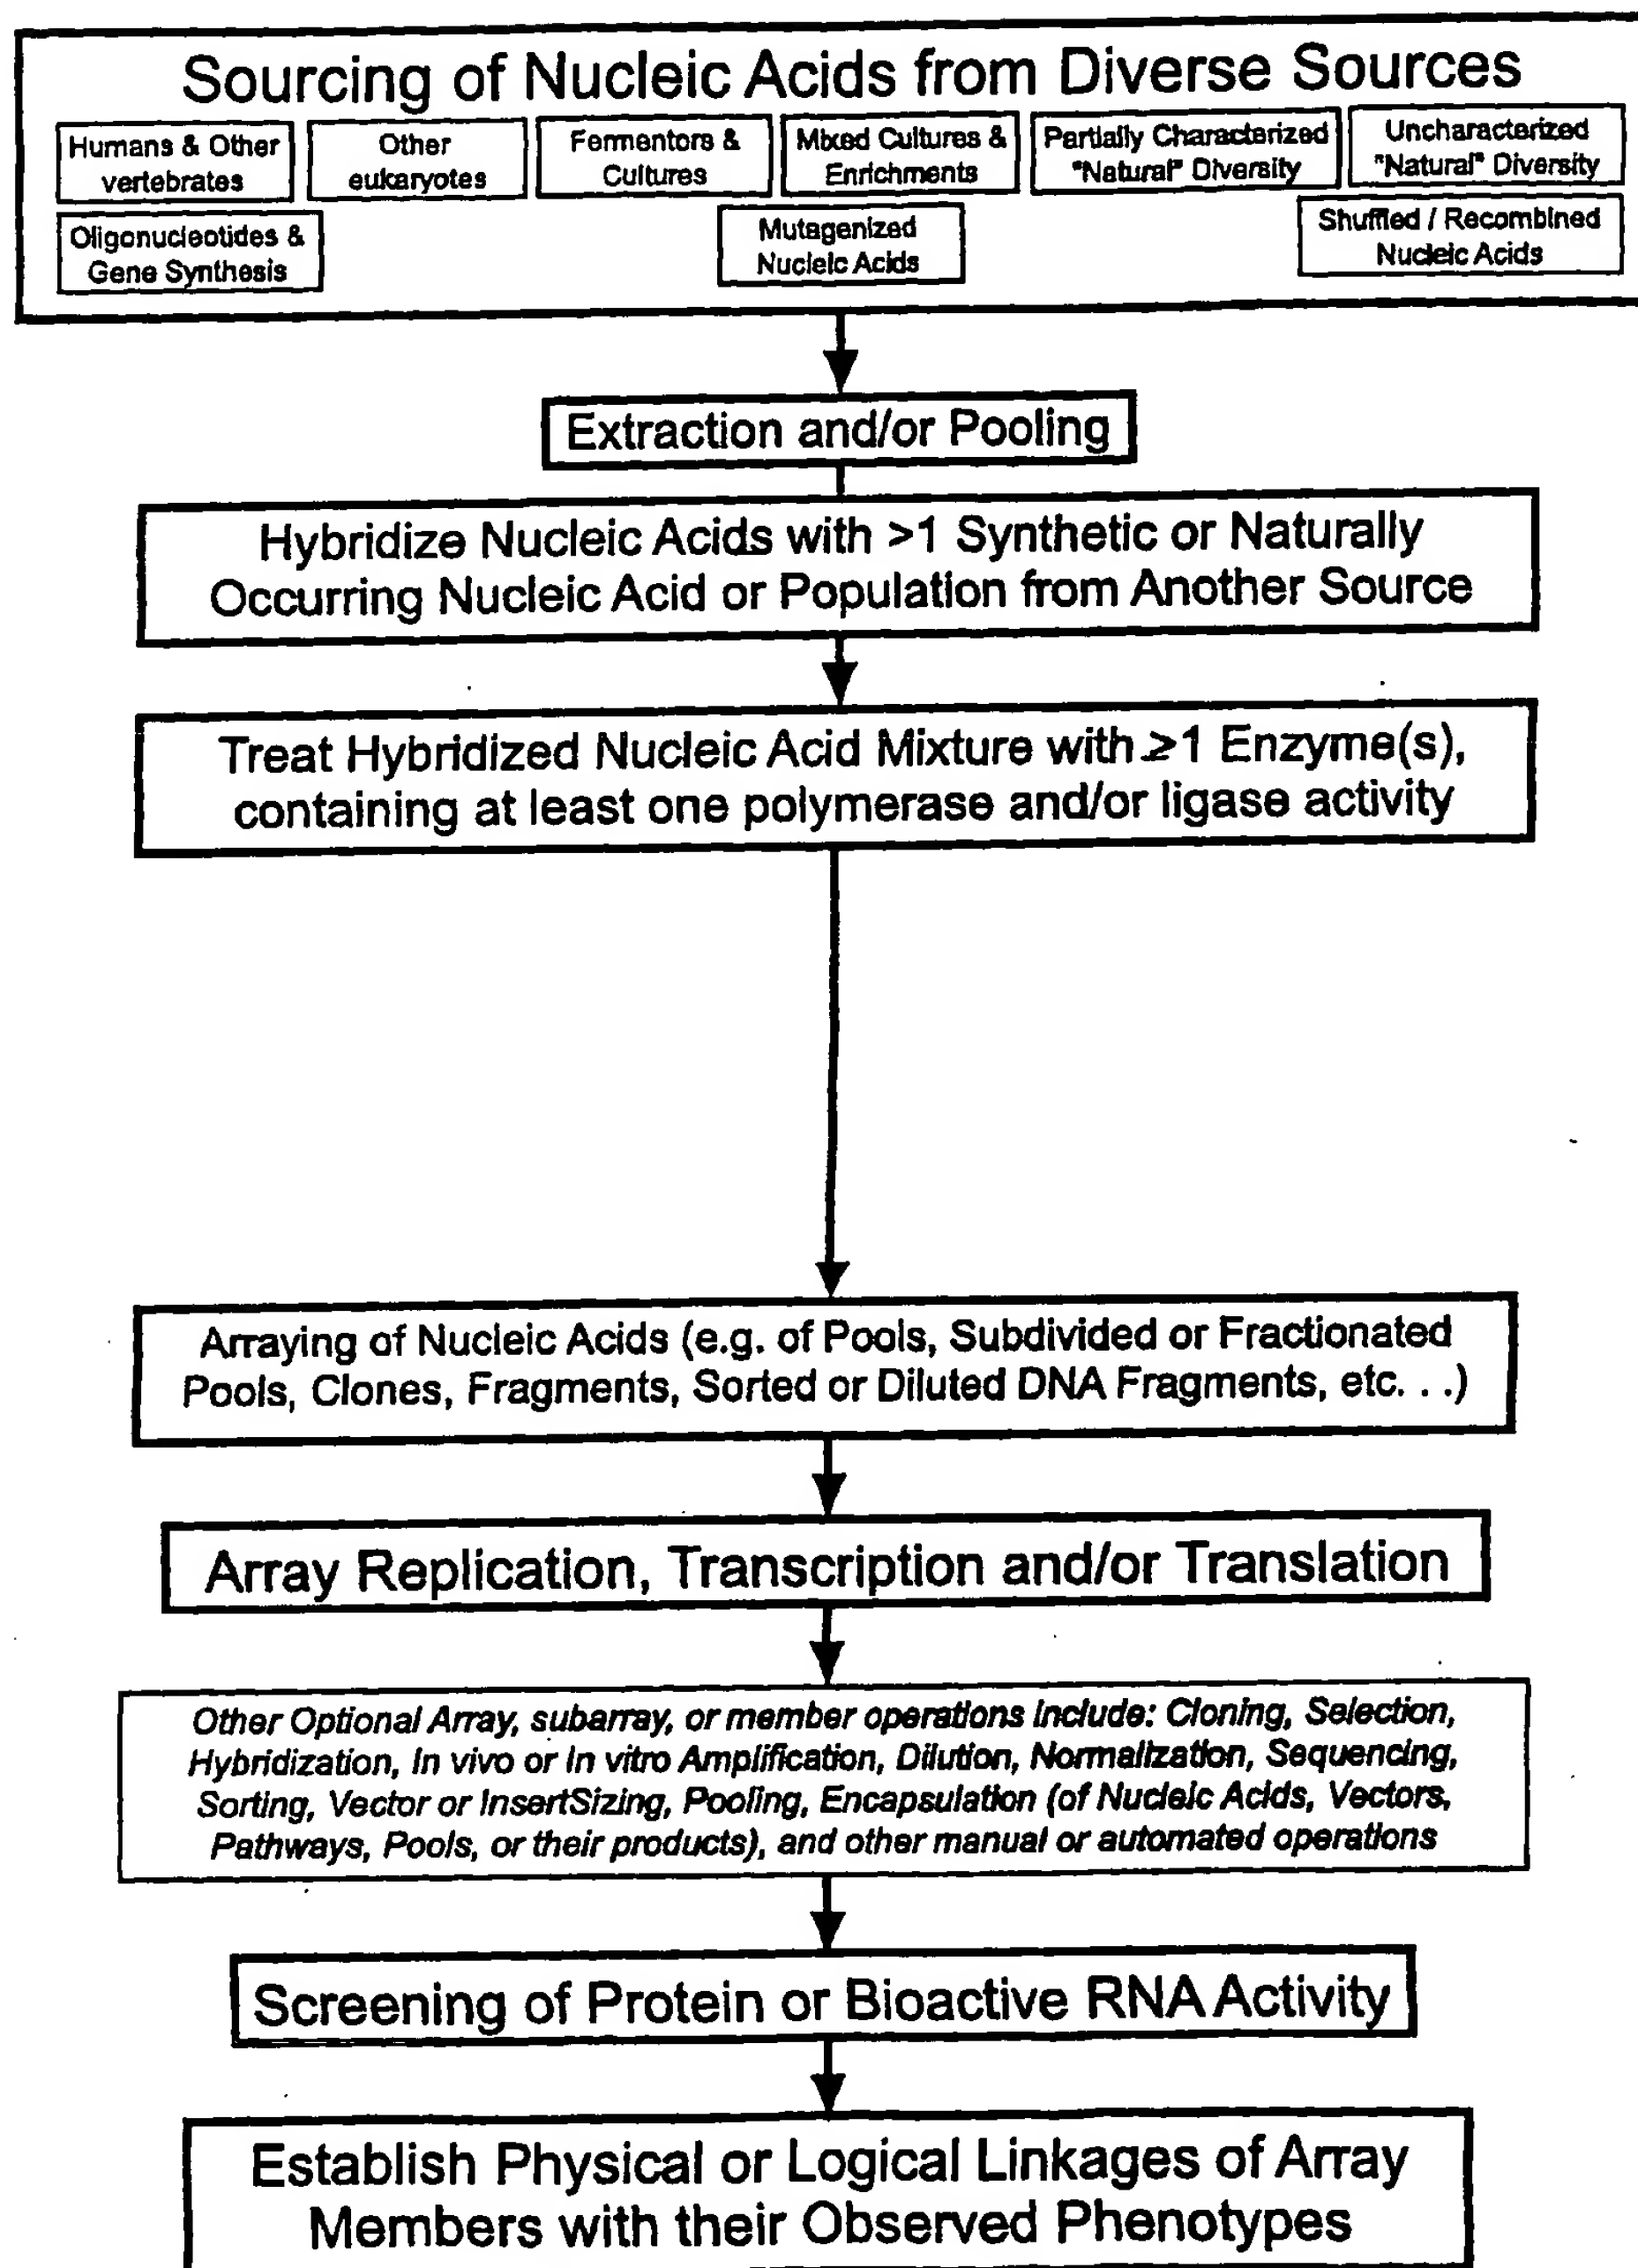 Sourcing of Nucleic Acids from Diverse Sources
Humans & Other
vertebrates
Other
eukaryotes
Fermentors &
Cultures
Mixed Cultures &
Enrichments
Partially Characterized
"Natural" Diversity
Uncharacterized
"Natural" Diversity
Oligonucleotides &
Gene Synthesis
Mutagenized
Nucleic Acids
Shuffled / Recombined
Nucleic Acids
Extraction and/or Pooling
Hybridize Nucleic Acids with >1 Synthetic or Naturally
Occurring Nucleic Acid or Population from Another Source
Treat Hybridized Nucleic Acid Mixture with ≥1 Enzyme(s),
containing at least one polymerase and/or ligase activity
Arraying of Nucleic Acids (e.g. of Pools, Subdivided or Fractionated
Pools, Clones, Fragments, Sorted or Diluted DNA Fragments, etc. . .)
Array Replication, Transcription and/or Translation
Other Optional Array, subarray, or member operations include: Cloning, Selection,
Hybridization, In vivo or In vitro Amplification, Dilution, Normalization, Sequencing,
Sorting, Vector or InsertSizing, Pooling, Encapsulation (of Nucleic Acids, Vectors,
Pathways, Pools, or their products), and other manual or automated operations
Screening of Protein or Bioactive RNA Activity
Establish Physical or Logical Linkages of Array
Members with their Observed Phenotypes